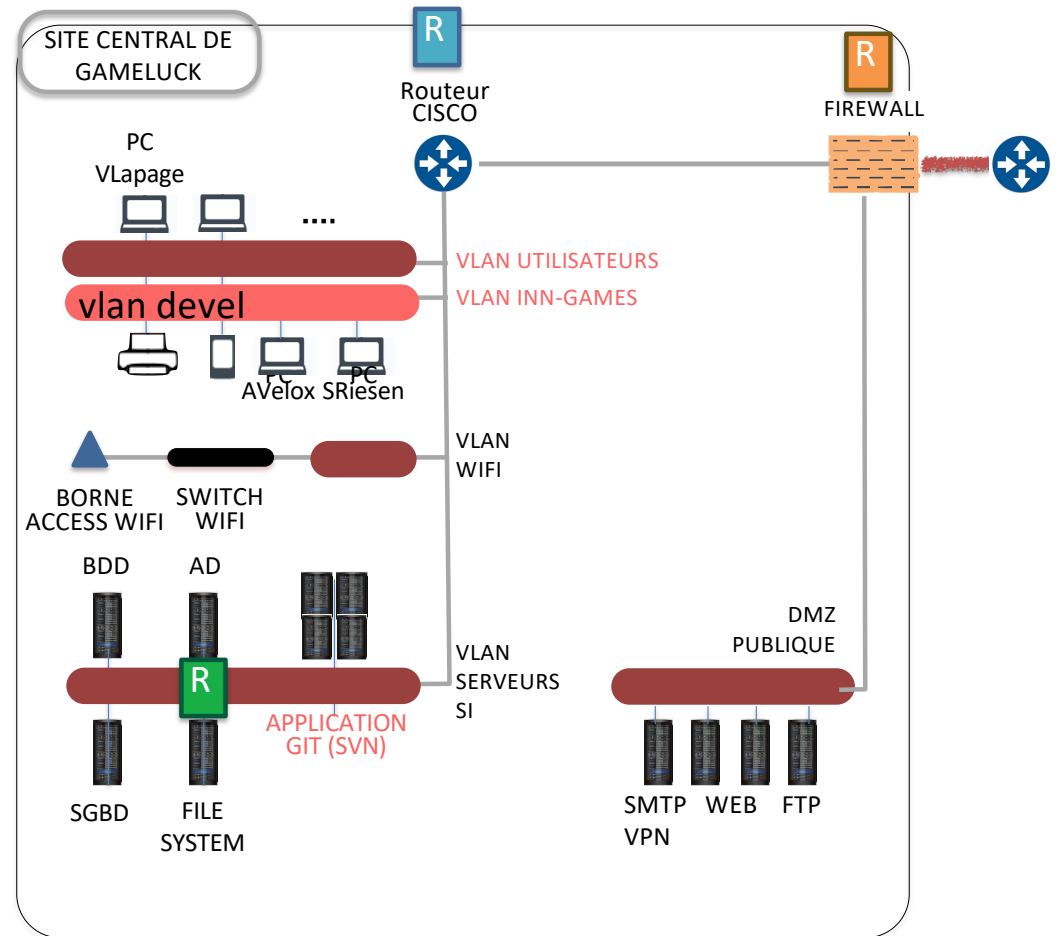 SITE CENTRAL DE
GAMELUCK
R
Routeur
CISCO
R
FIREWALL
PC
VLapage
....
VLAN UTILISATEURS
vlan devel
VLAN INN-GAMES
PC
AVelox
PC
SRiesen
VLAN
WIFI
BORNE
ACCESS WIFI
SWITCH
WIFI
BDD
AD
R
VLAN
SERVEURS
SI
APPLICATION
GIT (SVN)
SGBD
FILE
SYSTEM
DMZ
PUBLIQUE
SMTP
VPN
WEB
FTP